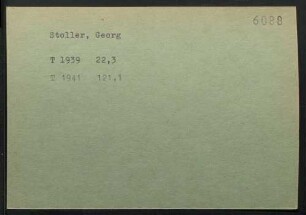 6088
Stoller, Georg
T 1939 22,3
T 1941 121,1